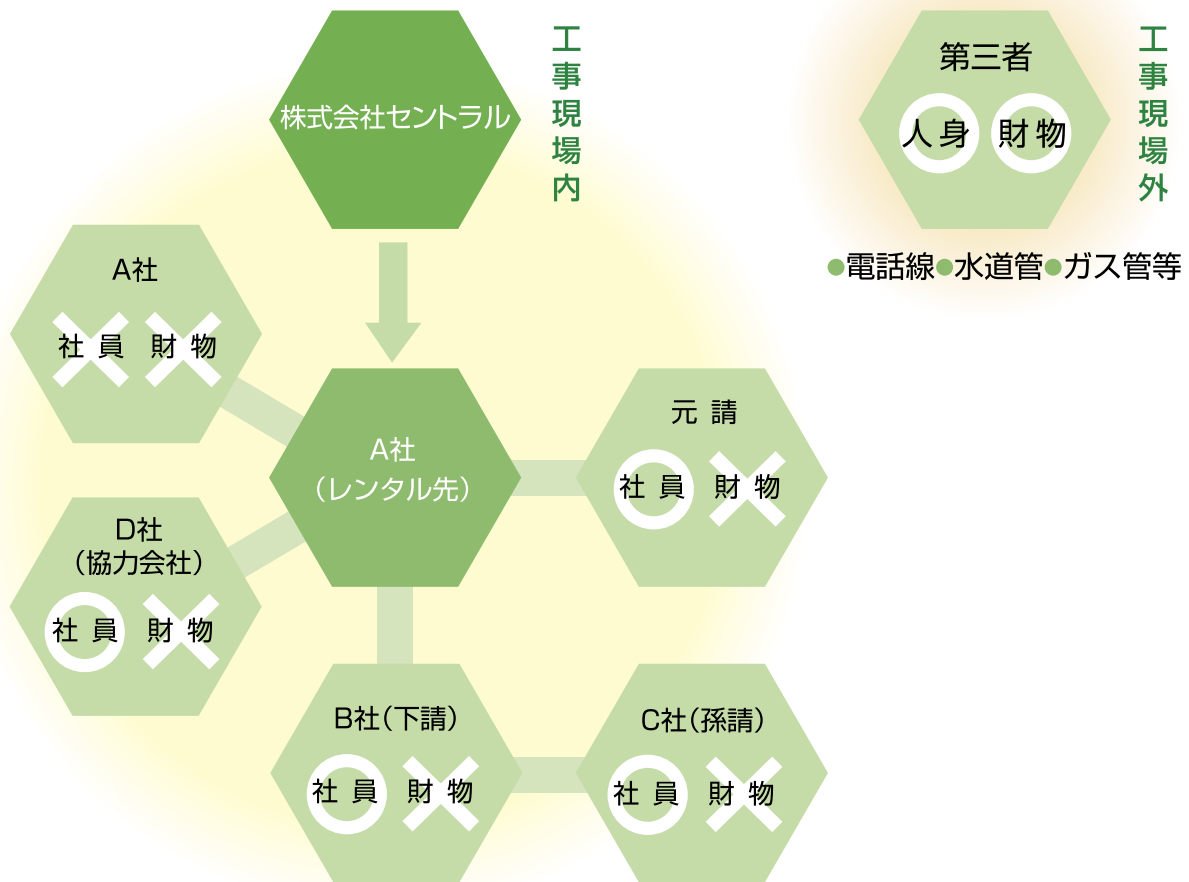 株式会社セントラル
工事現場内
第三者
人身 財物
工事現場外
●電話線●水道管●ガス管等
A社
社員 財物
A社
（レンタル先）
元請
社員 財物
D社
（協力会社）
社員 財物
B社（下請）
社員 財物
C社（孫請）
社員 財物